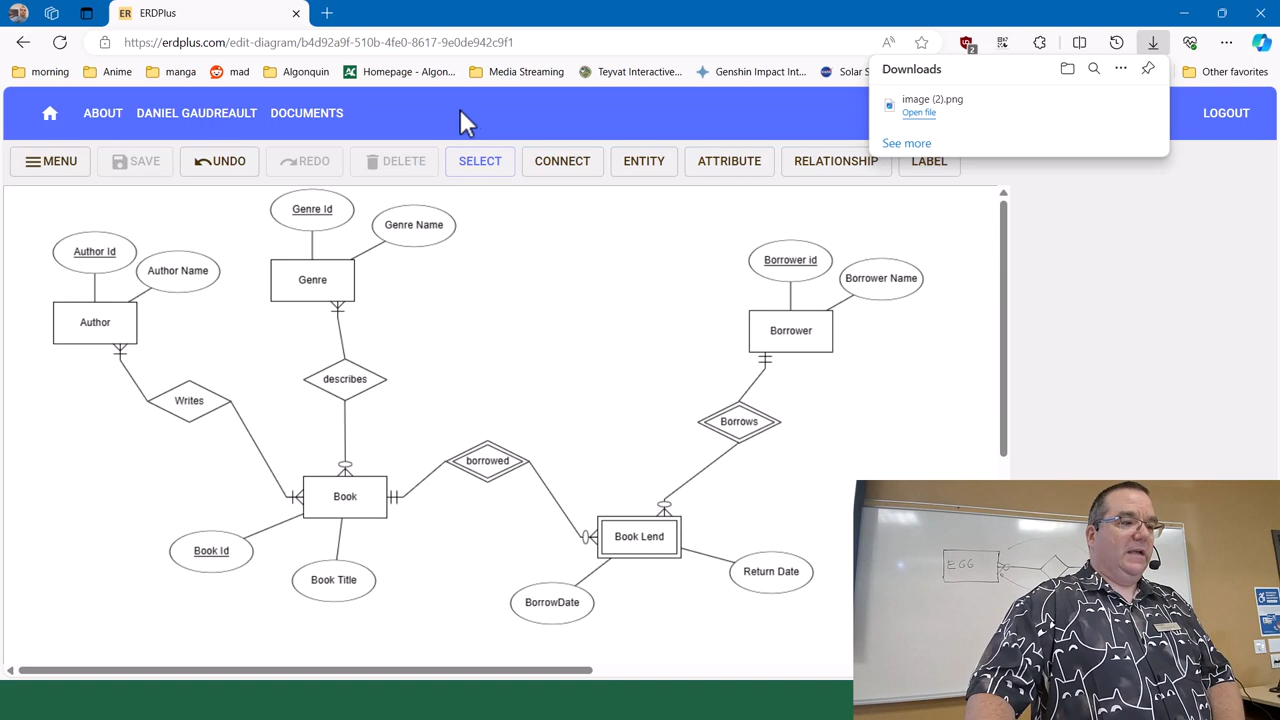 ERDPlus
https://erdplus.com/edit-diagram/b4d92a9f-510b-4fe0-8617-9e0de942c9f1
2
morning
Anime
manga
mad
Algonquin
Homepage - Algon...
Media Streaming
Teyvat Interactive...
Genshin Impact Int...
Solar S
Other favorites
Downloads
image (2).png
Open file
See more
ABOUT
DANIEL GAUDREAULT
DOCUMENTS
LOGOUT
MENU
SAVE
UNDO
REDO
DELETE
SELECT
CONNECT
ENTITY
ATTRIBUTE
RELATIONSHIP
LABEL
Genre Id
Genre Name
Author Id
Author Name
Genre
Borrower id
Borrower Name
Author
Borrower
describes
Writes
Borrows
borrowed
Book
Book Lend
Book Id
Book Title
Return Date
BorrowDate
EGG